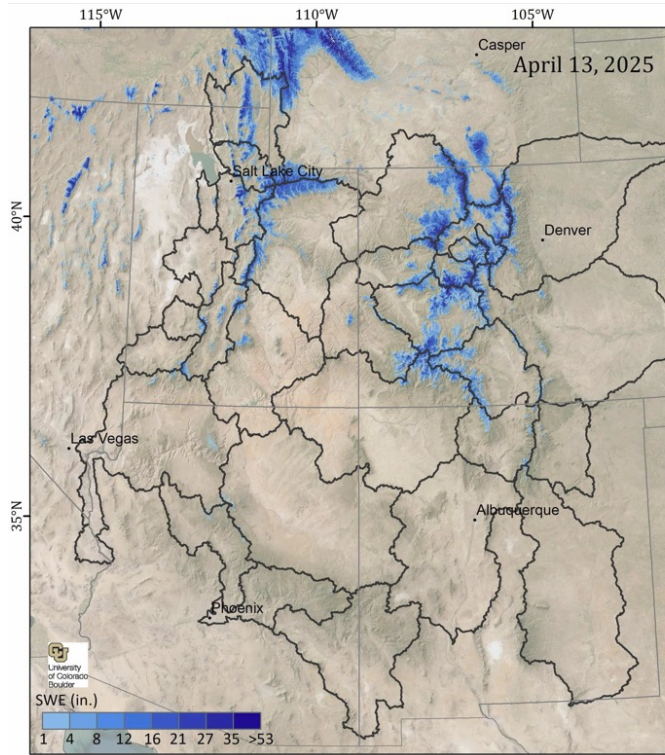 115°W 110°W 105°W
Casper
April 13, 2025
Salt Lake City
40°N
Denver
Las Vegas
35°N
Albuquerque
Phoenix
CU
University
of Colorado
Boulder
SWE (in.)
1 4 8 12 16 21 27 35 >53